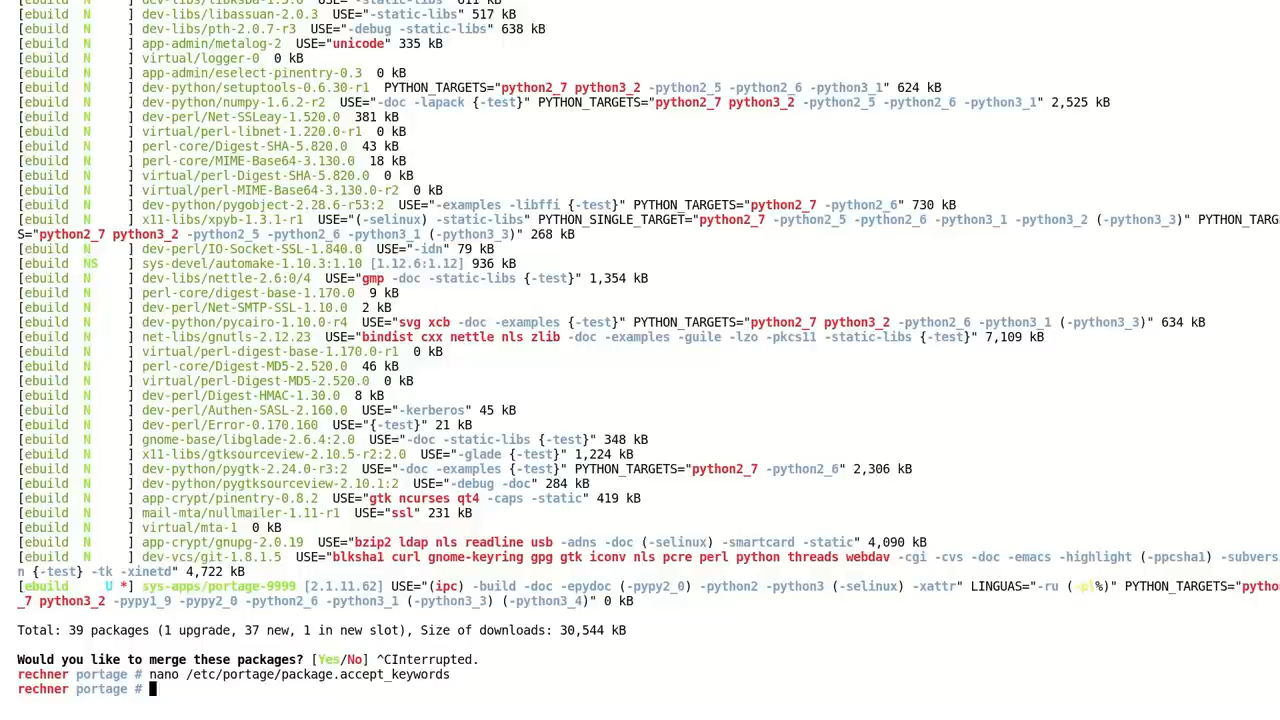 [ebuild  N     ] dev-libs/libksba-1.3.0  USE="-static-libs" 611 kB
[ebuild  N     ] dev-libs/libassuan-2.0.3  USE="-static-libs" 517 kB
[ebuild  N     ] dev-libs/pth-2.0.7-r3  USE="-debug -static-libs" 638 kB
[ebuild  N     ] app-admin/metalog-2  USE="unicode" 335 kB
[ebuild  N     ] virtual/logger-0  0 kB
[ebuild  N     ] app-admin/eselect-pinentry-0.3  0 kB
[ebuild  N     ] dev-python/setuptools-0.6.30-r1  PYTHON_TARGETS="python2_7 python3_2 -python2_5 -python2_6 -python3_1" 624 kB
[ebuild  N     ] dev-python/numpy-1.6.2-r2  USE="-doc -lapack {-test}" PYTHON_TARGETS="python2_7 python3_2 -python2_5 -python2_6 -python3_1" 2,525 kB
[ebuild  N     ] dev-perl/Net-SSLeay-1.520.0  381 kB
[ebuild  N     ] virtual/perl-libnet-1.220.0-r1  0 kB
[ebuild  N     ] perl-core/Digest-SHA-5.820.0  43 kB
[ebuild  N     ] perl-core/MIME-Base64-3.130.0  18 kB
[ebuild  N     ] virtual/perl-Digest-SHA-5.820.0  0 kB
[ebuild  N     ] virtual/perl-MIME-Base64-3.130.0-r2  0 kB
[ebuild  N     ] dev-python/pygobject-2.28.6-r53:2  USE="-examples -libffi {-test}" PYTHON_TARGETS="python2_7 -python2_6" 730 kB
[ebuild  N     ] x11-libs/xpyb-1.3.1-r1  USE="(-selinux) -static-libs" PYTHON_SINGLE_TARGET="python2_7 -python2_5 -python2_6 -python3_1 -python3_2 (-python3_3)" PYTHON_TARG
S="python2_7 python3_2 -python2_5 -python2_6 -python3_1 (-python3_3)" 268 kB
[ebuild  N     ] dev-perl/IO-Socket-SSL-1.840.0  USE="-idn" 79 kB
[ebuild  NS    ] sys-devel/automake-1.10.3:1.10 [1.12.6:1.12] 936 kB
[ebuild  N     ] dev-libs/nettle-2.6:0/4  USE="gmp -doc -static-libs {-test}" 1,354 kB
[ebuild  N     ] perl-core/digest-base-1.170.0  9 kB
[ebuild  N     ] dev-perl/Net-SMTP-SSL-1.10.0  2 kB
[ebuild  N     ] dev-python/pycairo-1.10.0-r4  USE="svg xcb -doc -examples {-test}" PYTHON_TARGETS="python2_7 python3_2 -python2_6 -python3_1 (-python3_3)" 634 kB
[ebuild  N     ] net-libs/gnutls-2.12.23  USE="bindist cxx nettle nls zlib -doc -examples -guile -lzo -pkcs11 -static-libs {-test}" 7,109 kB
[ebuild  N     ] virtual/perl-digest-base-1.170.0-r1  0 kB
[ebuild  N     ] perl-core/Digest-MD5-2.520.0  46 kB
[ebuild  N     ] virtual/perl-Digest-MD5-2.520.0  0 kB
[ebuild  N     ] dev-perl/Digest-HMAC-1.30.0  8 kB
[ebuild  N     ] dev-perl/Authen-SASL-2.160.0  USE="-kerberos" 45 kB
[ebuild  N     ] dev-perl/Error-0.170.160  USE="{-test}" 21 kB
[ebuild  N     ] gnome-base/libglade-2.6.4:2.0  USE="-doc -static-libs {-test}" 348 kB
[ebuild  N     ] x11-libs/gtksourceview-2.10.5-r2:2.0  USE="-glade {-test}" 1,224 kB
[ebuild  N     ] dev-python/pygtk-2.24.0-r3:2  USE="-doc -examples {-test}" PYTHON_TARGETS="python2_7 -python2_6" 2,306 kB
[ebuild  N     ] dev-python/pygtksourceview-2.10.1:2  USE="-debug -doc" 284 kB
[ebuild  N     ] app-crypt/pinentry-0.8.2  USE="gtk ncurses qt4 -caps -static" 419 kB
[ebuild  N     ] mail-mta/nullmailer-1.11-r1  USE="ssl" 231 kB
[ebuild  N     ] virtual/mta-1  0 kB
[ebuild  N     ] app-crypt/gnupg-2.0.19  USE="bzip2 ldap nls readline usb -adns -doc (-selinux) -smartcard -static" 4,090 kB
[ebuild  N     ] dev-vcs/git-1.8.1.5  USE="blksha1 curl gnome-keyring gpg gtk iconv nls pcre perl python threads webdav -cgi -cvs -doc -emacs -highlight (-ppcsha1) -subvers
n {-test} -tk -xinetd" 4,722 kB
[ebuild     U *] sys-apps/portage-9999 [2.1.11.62] USE="(ipc) -build -doc -epydoc (-pypy2_0) -python2 -python3 (-selinux) -xattr" LINGUAS="-ru (-pl%)" PYTHON_TARGETS="pytho
_7 python3_2 -pypy1_9 -pypy2_0 -python2_6 -python3_1 (-python3_3) (-python3_4)" 0 kB
Total: 39 packages (1 upgrade, 37 new, 1 in new slot), Size of downloads: 30,544 kB
Would you like to merge these packages? [Yes/No] ^CInterrupted.
rechner portage # nano /etc/portage/package.accept_keywords
rechner portage #